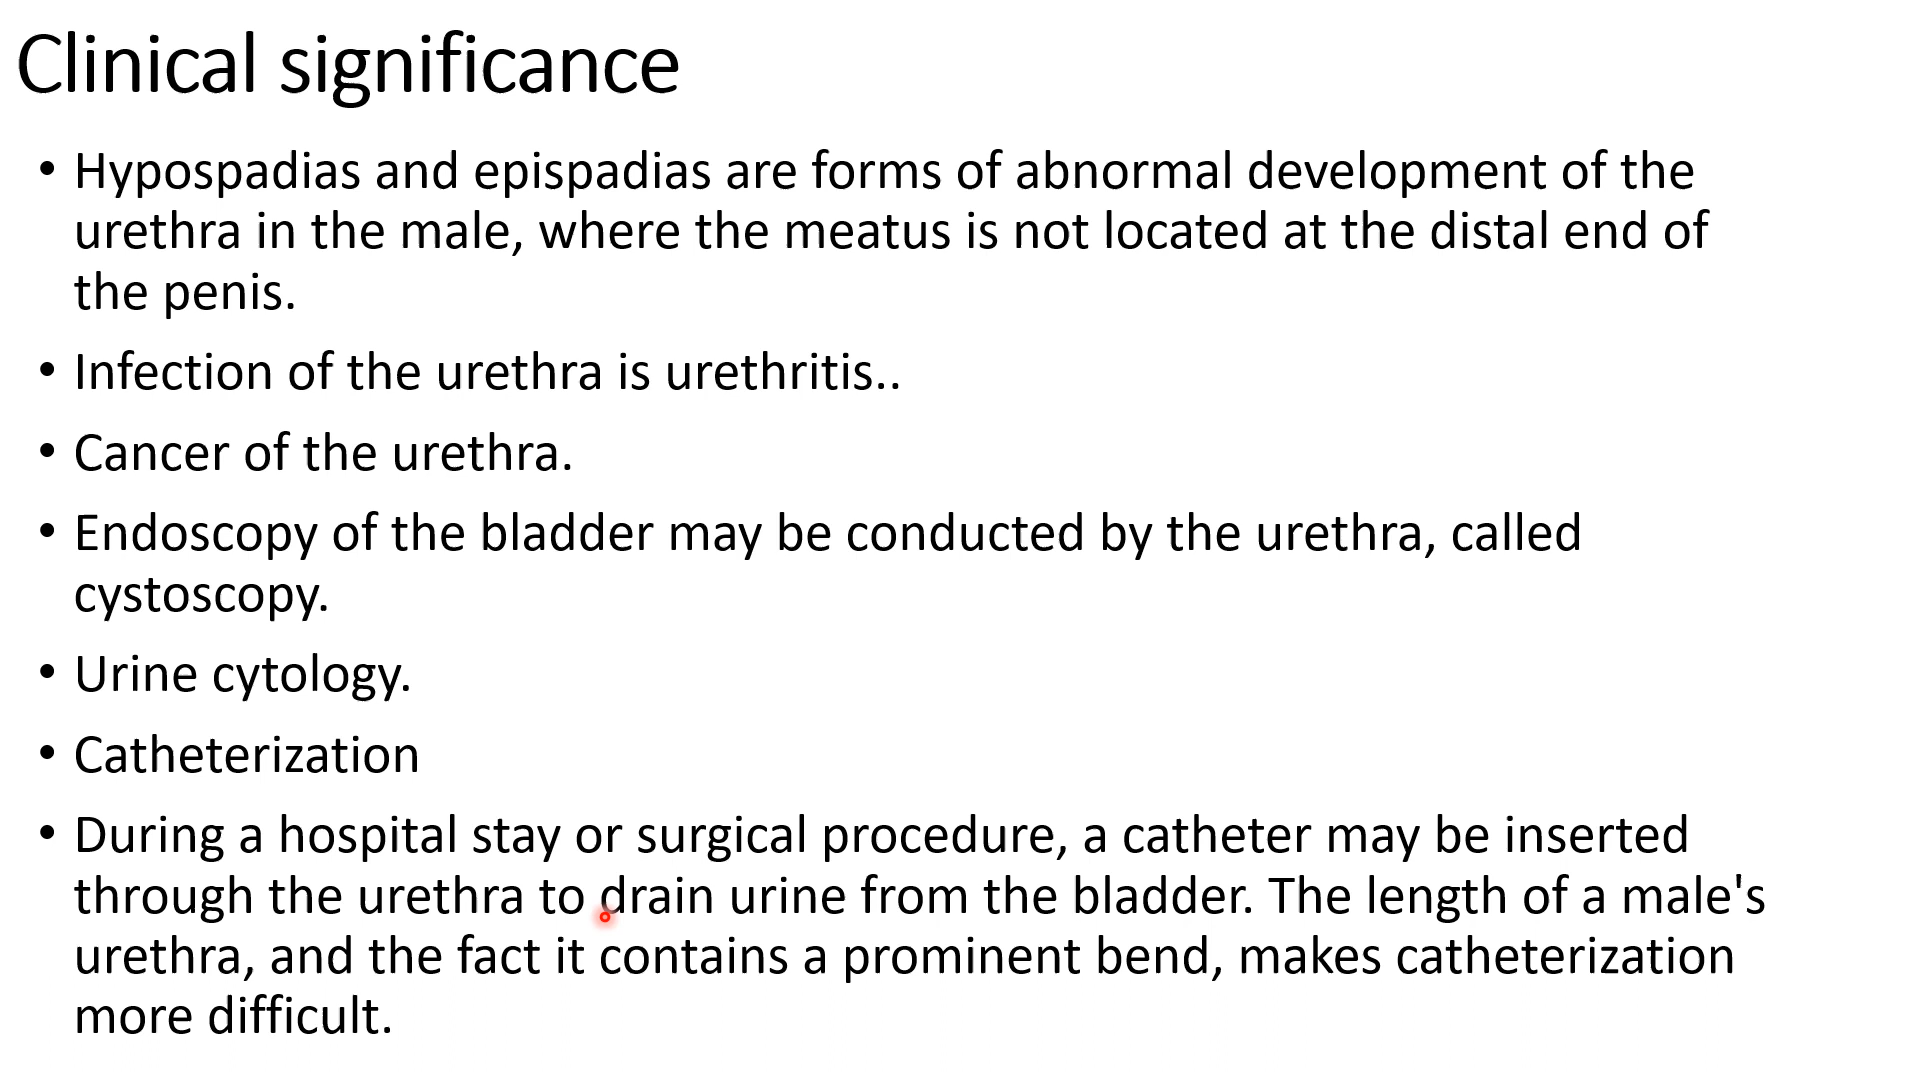 Clinical significance
• Hypospadias and epispadias are forms of abnormal development of the
urethra in the male, where the meatus is not located at the distal end of
the penis.
• Infection of the urethra is urethritis..
• Cancer of the urethra.
• Endoscopy of the bladder may be conducted by the urethra, called
cystoscopy.
• Urine cytology.
• Catheterization
• During a hospital stay or surgical procedure, a catheter may be inserted
through the urethra to drain urine from the bladder. The length of a male's
urethra, and the fact it contains a prominent bend, makes catheterization
more difficult.